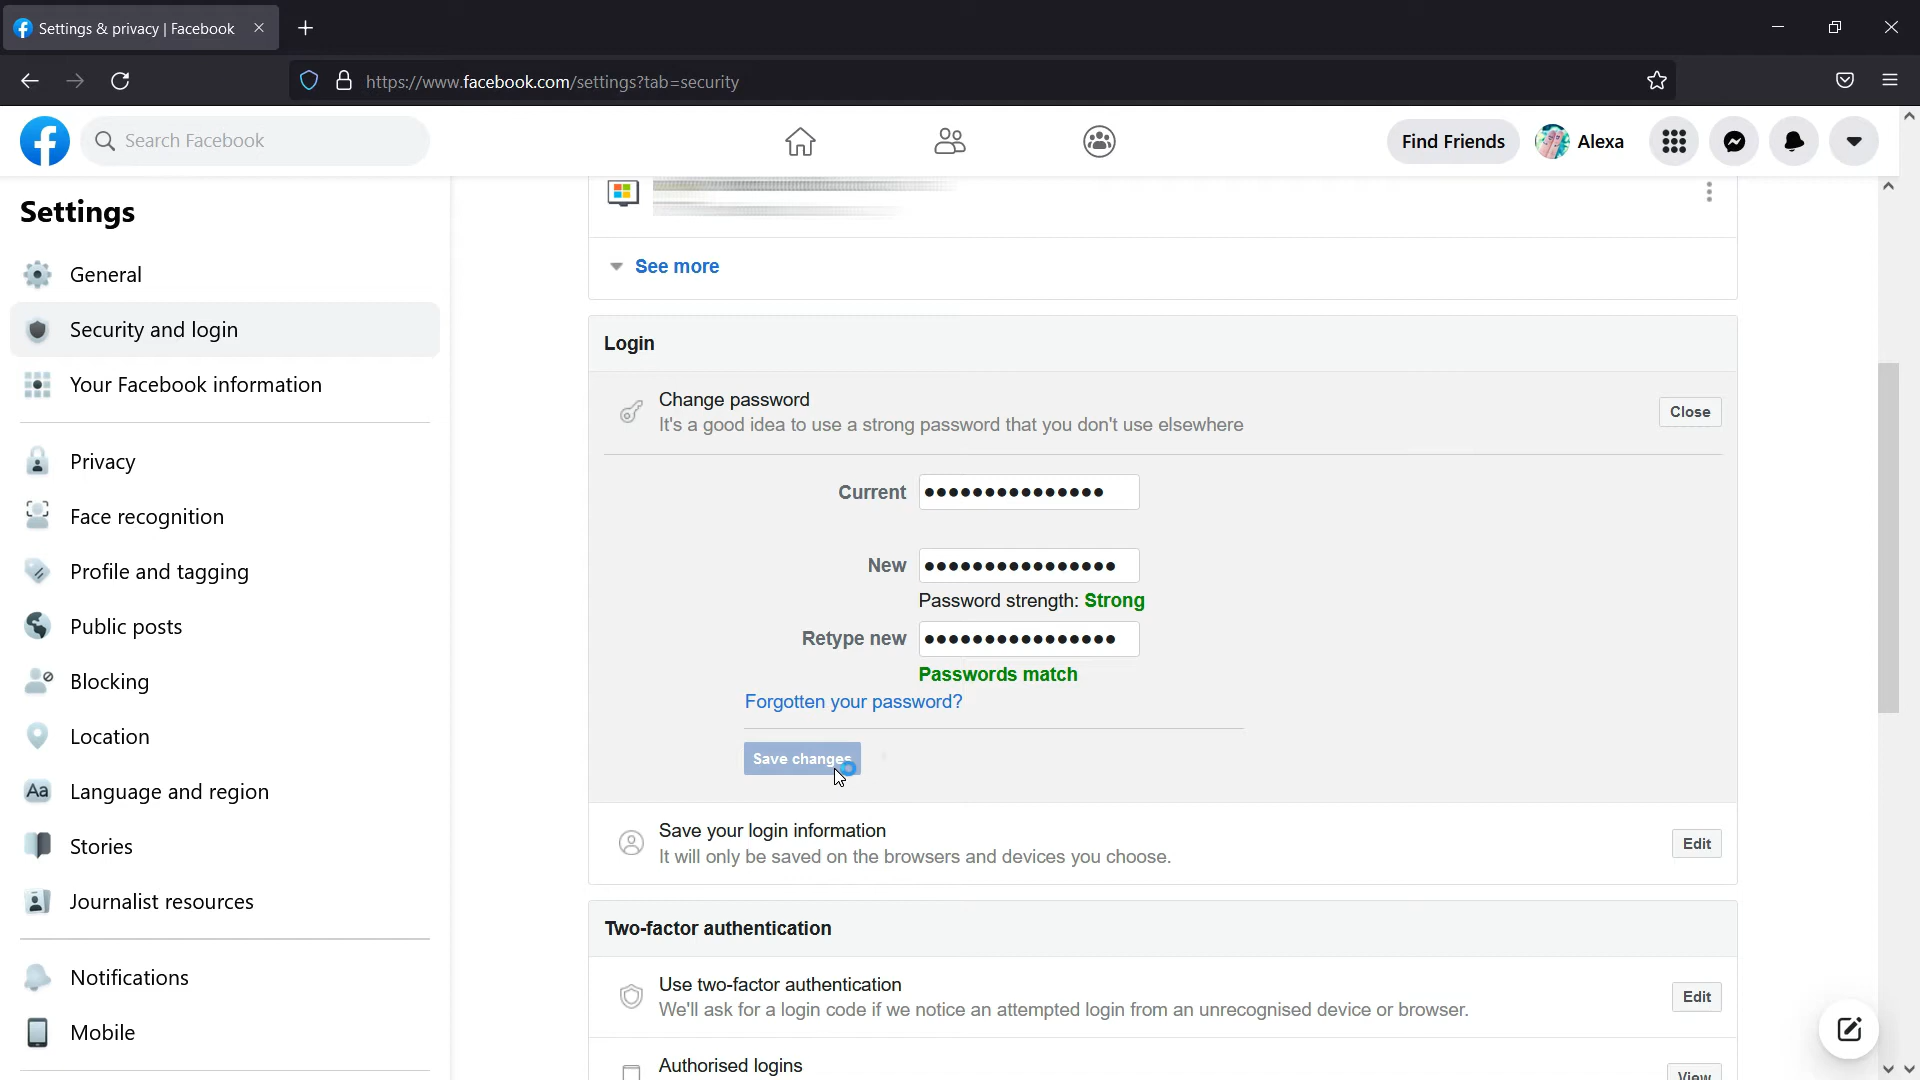 Settings & privacy | Facebook
https://www.facebook.com/settings?tab=security
Search Facebook
Find Friends
Alexa
Settings
General
Security and login
Your Facebook information
Privacy
Face recognition
Profile and tagging
Public posts
Blocking
Location
Aa Language and region
Stories
Journalist resources
Notifications
Mobile
See more
Login
Change password
It's a good idea to use a strong password that you don't use elsewhere
Close
Current
New
Password strength: Strong
Retype new
Passwords match
Forgotten your password?
Save changes
Save your login information
It will only be saved on the browsers and devices you choose.
Edit
Two-factor authentication
Use two-factor authentication
We'll ask for a login code if we notice an attempted login from an unrecognised device or browser.
Edit
Authorised logins
View